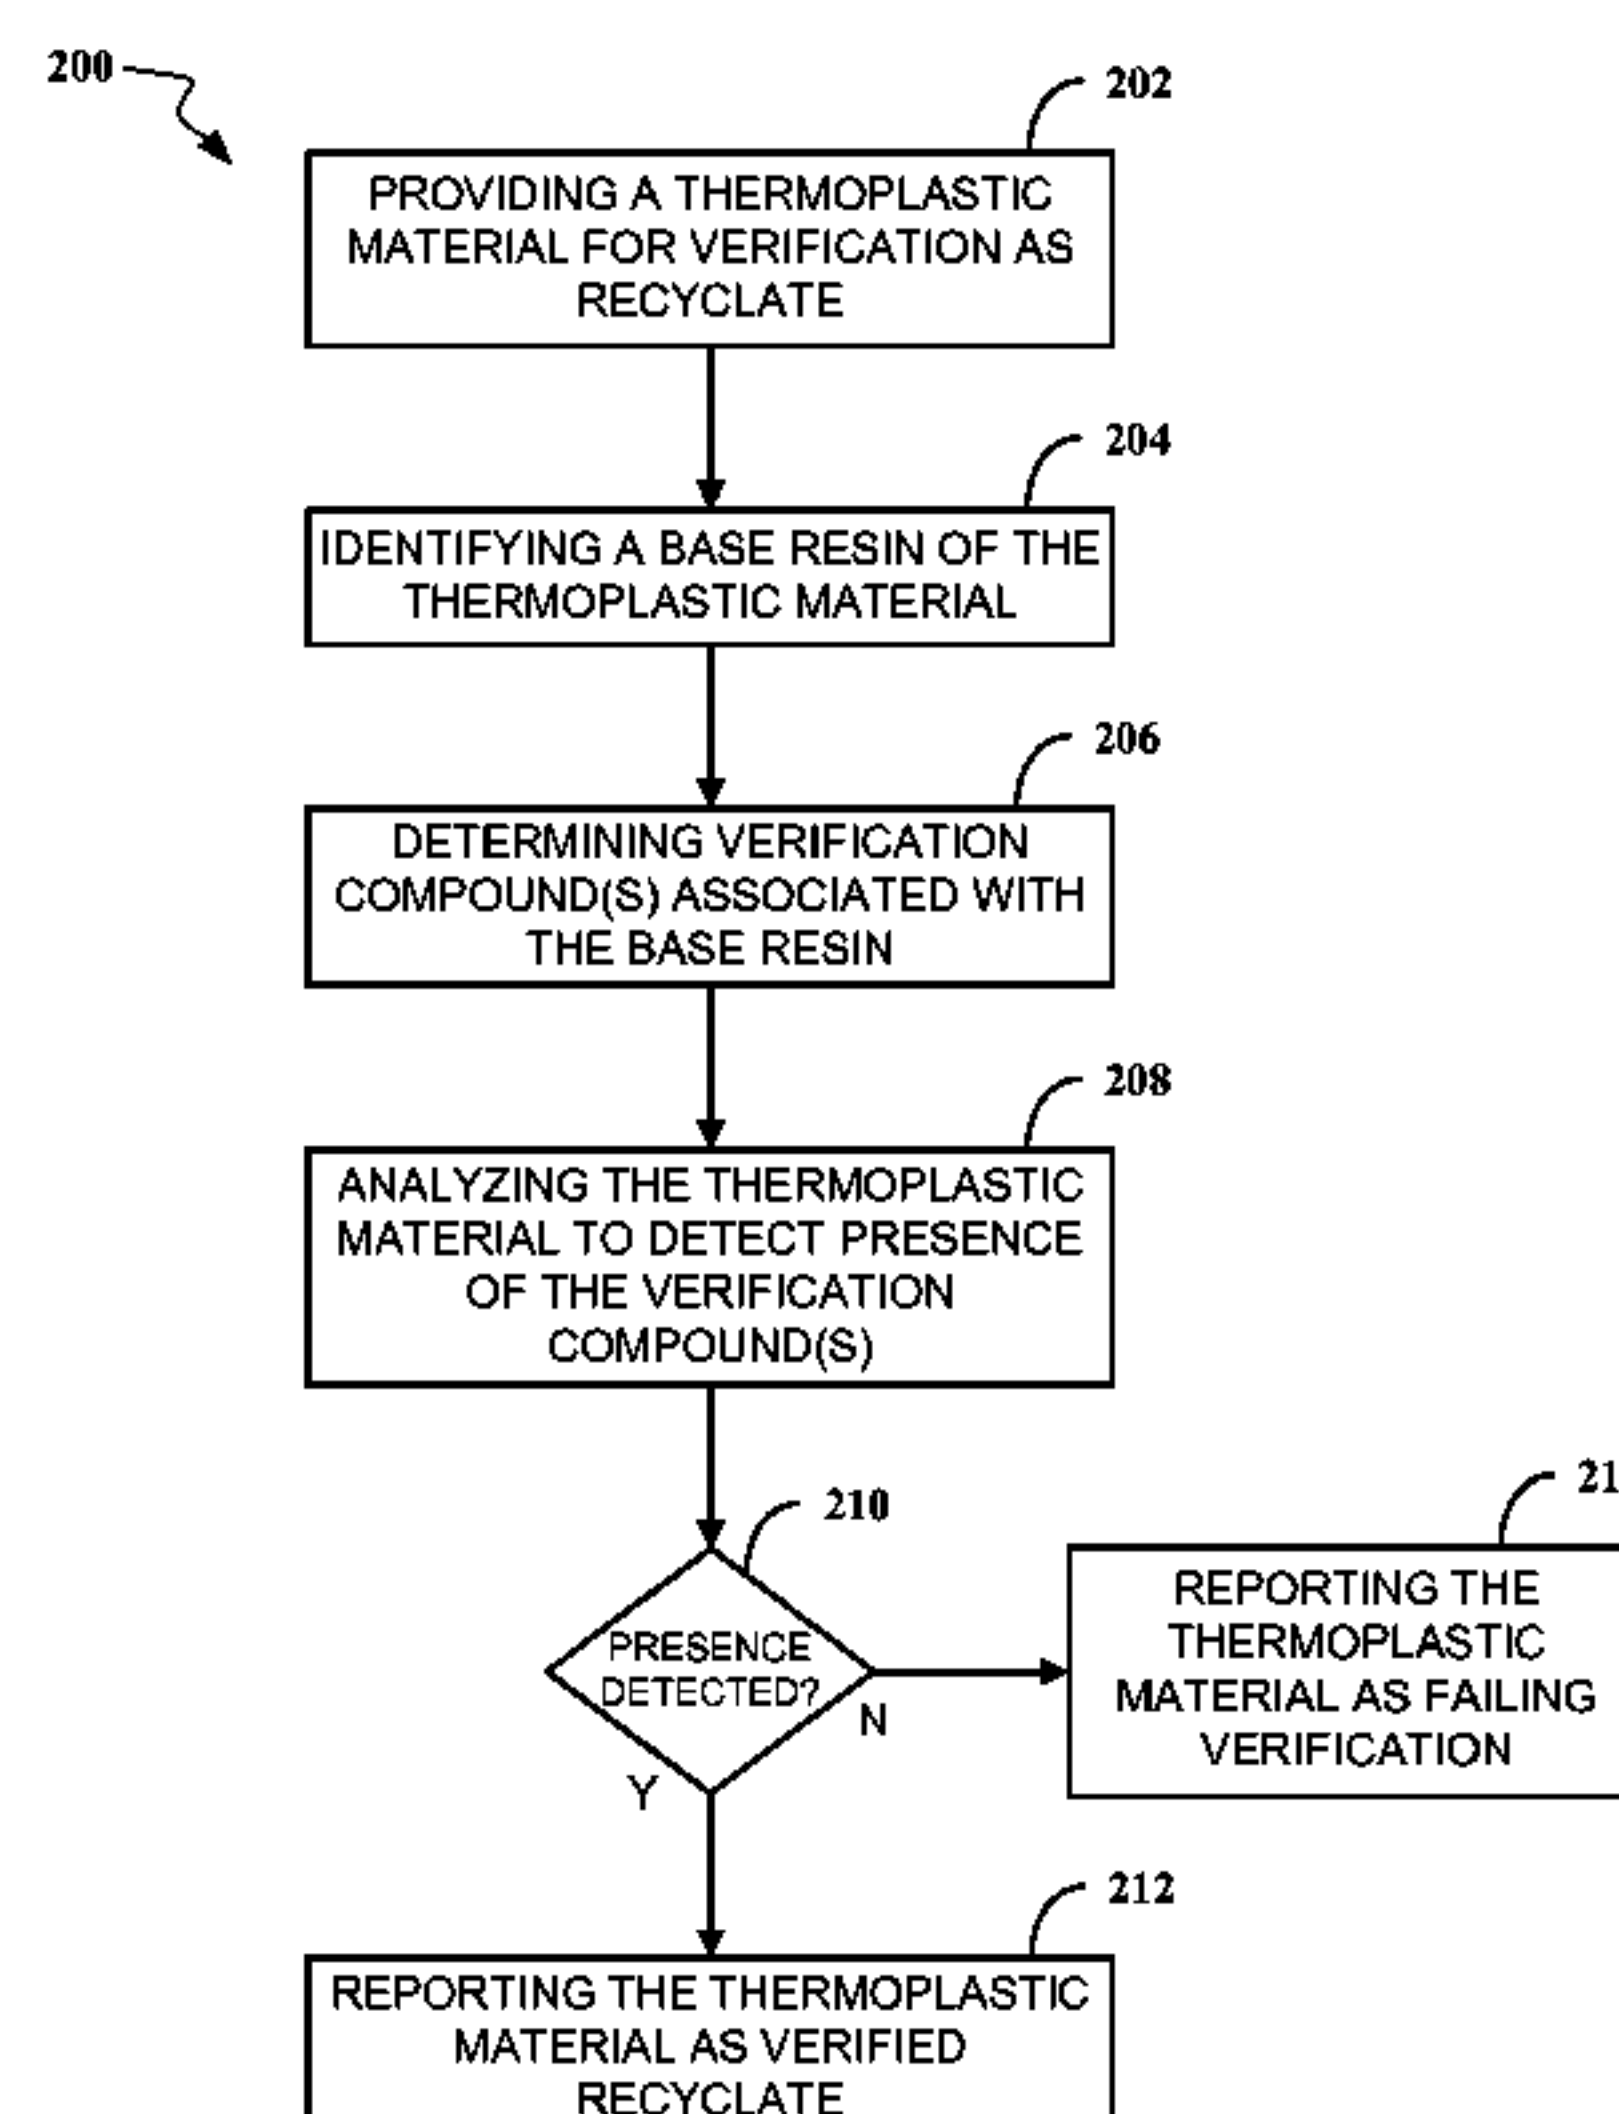 200
202
PROVIDING A THERMOPLASTIC
MATERIAL FOR VERIFICATION AS
RECYCLATE
204
IDENTIFYING A BASE RESIN OF THE
THERMOPLASTIC MATERIAL
206
DETERMINING VERIFICATION
COMPOUND(S) ASSOCIATED WITH
THE BASE RESIN
208
ANALYZING THE THERMOPLASTIC
MATERIAL TO DETECT PRESENCE
OF THE VERIFICATION
COMPOUND(S)
210
PRESENCE
DETECTED?
N
Y
REPORTING THE
THERMOPLASTIC
MATERIAL AS FAILING
VERIFICATION
212
REPORTING THE THERMOPLASTIC
MATERIAL AS VERIFIED
RECYCLATE